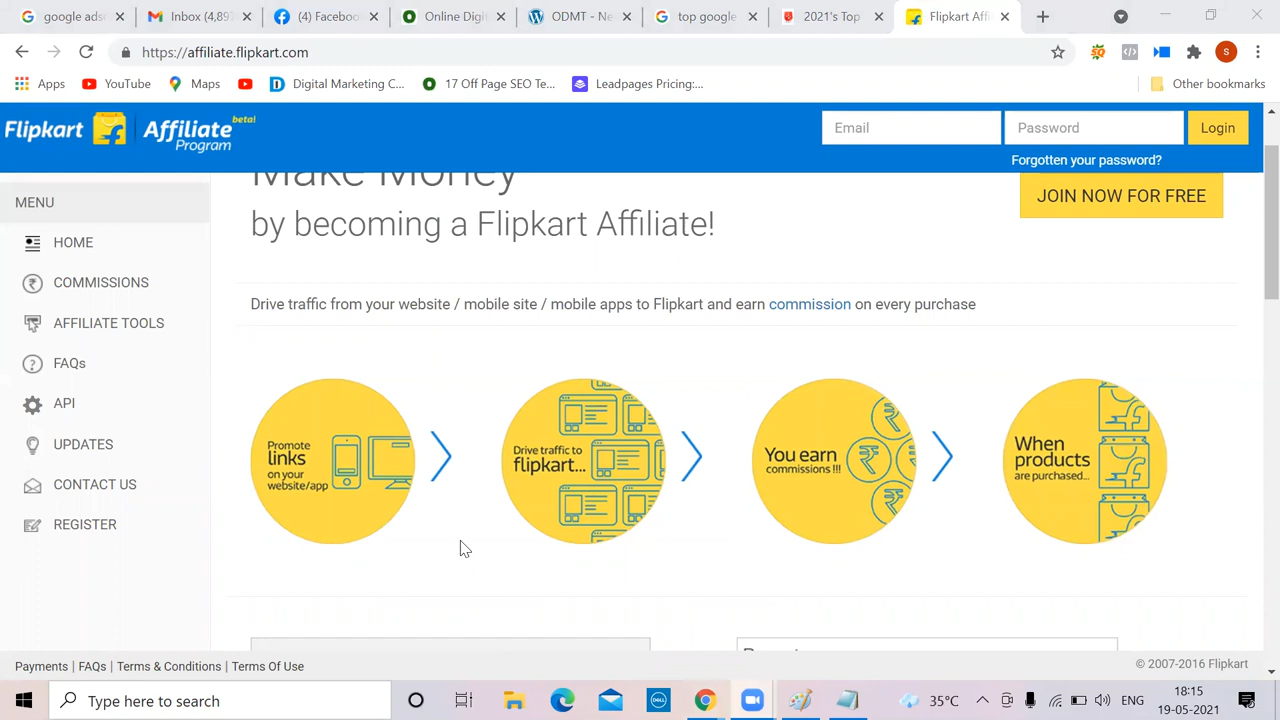 google ads
Inbox (4297
(4) Facebo
Online Digi
ODMT - Ne
top google
2021's Top
Flipkart Aff
https://affiliate.flipkart.com
S
Apps
YouTube
Maps
Digital Marketing C...
17 Off Page SEO Te...
Leadpages Pricing:...
Other bookmarks
Flipkart
Affiliate beta!
Program
Email
Password
Login
Forgotten your password?
MENU
HOME
COMMISSIONS
AFFILIATE TOOLS
FAQs
API
UPDATES
CONTACT US
REGISTER
Make Money
by becoming a Flipkart Affiliate!
JOIN NOW FOR FREE
Drive traffic from your website / mobile site / mobile apps to Flipkart and earn commission on every purchase
Promote
links
on your
website/app
Drive traffic to
flipkart...
You earn
commissions !!!
When
products
are purchased...
Payments | FAQs | Terms & Conditions | Terms Of Use
© 2007-2016 Flipkart
Type here to search
DELL
35°C
ENG
18:15
19-05-2021